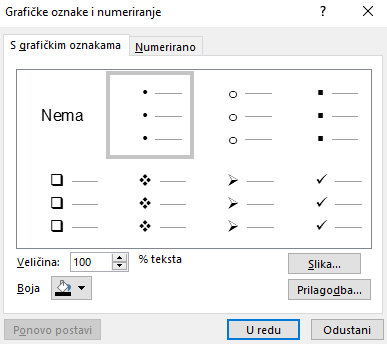 Grafičke oznake i numeriranje ? ×
S grafičkim oznakama Numerirano
Nema
Veličina: 100 % teksta
Boja
Slika...
Prilagodba...
Ponovo postavi U redu Odustani